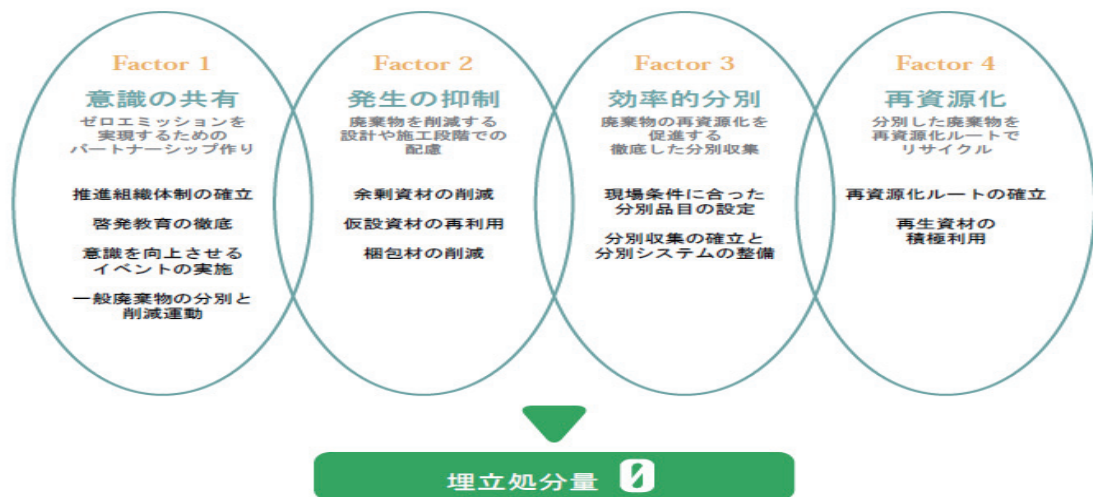 Factor 1
意識の共有
ゼロエミッションを
実現するための
パートナーシップ作り
推進組織体制の確立
啓発教育の徹底
意識を向上させる
イベントの実施
一般廃棄物の分別と
削減運動
Factor 2
発生の抑制
廃棄物を削減する
設計や施工段階での
配慮
余剰資材の削減
仮設資材の再利用
梱包材の削減
Factor 3
効率的分別
廃棄物の再資源化を
促進する
徹底した分別収集
現場条件に合った
分別品目の設定
分別収集の確立と
分別システムの整備
Factor 4
再資源化
分別した廃棄物を
再資源化ルートで
リサイクル
再資源化ルートの確立
再生資材の
積極利用
埋立処分量 0